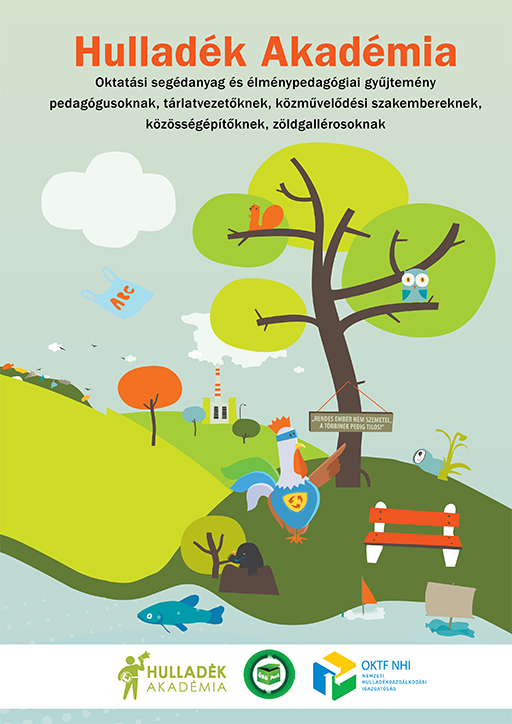 Hulladék Akadémia
Oktatási segédanyag és élménypedagógiai gyűjtemény
pedagógusoknak, tárlatvezetőknek, közművelődési szakembereknek,
közösségépítőknek, zöldgallérosoknak
ABC
„RENDES EMBER NEM SZEMETEL,
A TÖBBINEK PEDIG TILOS!”
HULLADÉK
AKADÉMIA
OKTF NHI
NEMZETI
HULLADÉKGAZDÁLKODÁSI
IGAZGATÓSÁG